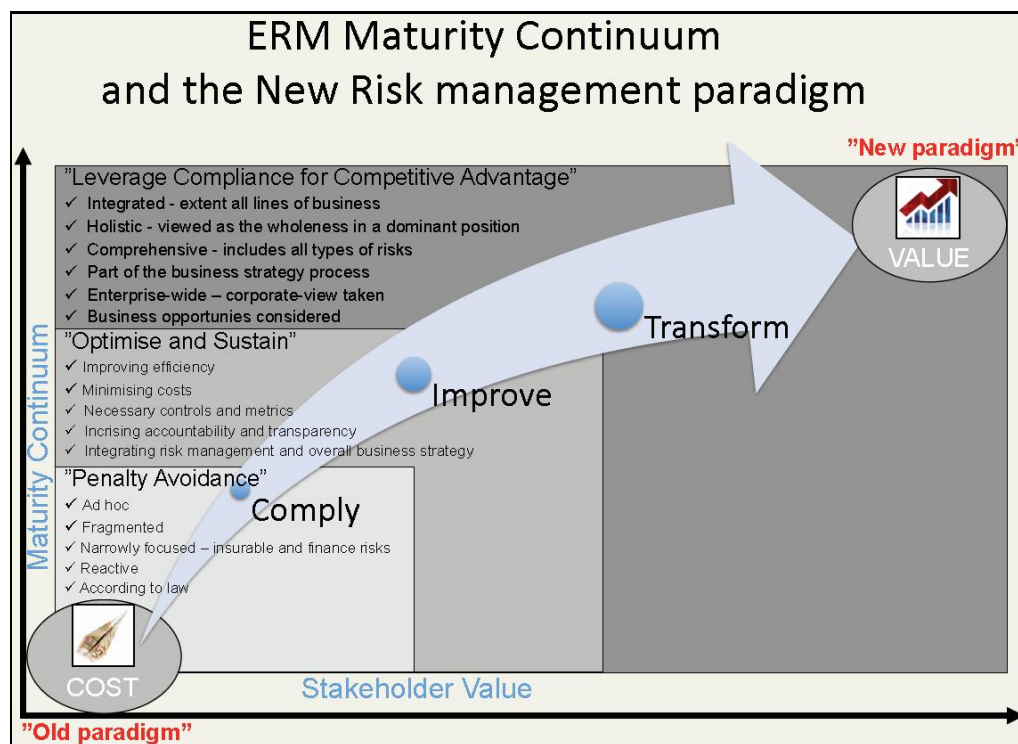 ERM Maturity Continuum
and the New Risk management paradigm
”New paradigm”
”Leverage Compliance for Competitive Advantage”
✓ Integrated - extent all lines of business
✓ Holistic - viewed as the wholeness in a dominant position
✓ Comprehensive - includes all types of risks
✓ Part of the business strategy process
✓ Enterprise-wide – corporate-view taken
✓ Business opportunies considered
VALUE
Transform
”Optimise and Sustain”
✓ Improving efficiency
✓ Minimising costs
✓ Necessary controls and metrics
✓ Incrising accountability and transparency
✓ Integrating risk management and overall business strategy
Improve
”Penalty Avoidance”
✓ Ad hoc
✓ Fragmented
✓ Narrowly focused – insurable and finance risks
✓ Reactive
✓ According to law
Comply
Maturity Continuum
COST
Stakeholder Value
”Old paradigm”